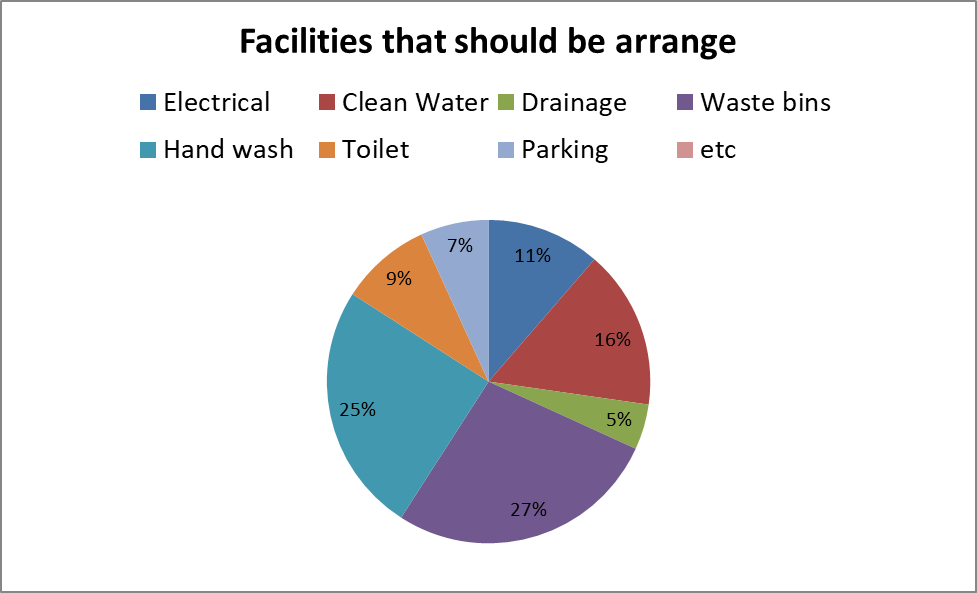 Facilities that should be arrange
Electrical Clean Water Drainage Waste bins
Hand wash Toilet Parking etc
7% 11%
9%
16%
25%
5%
27%